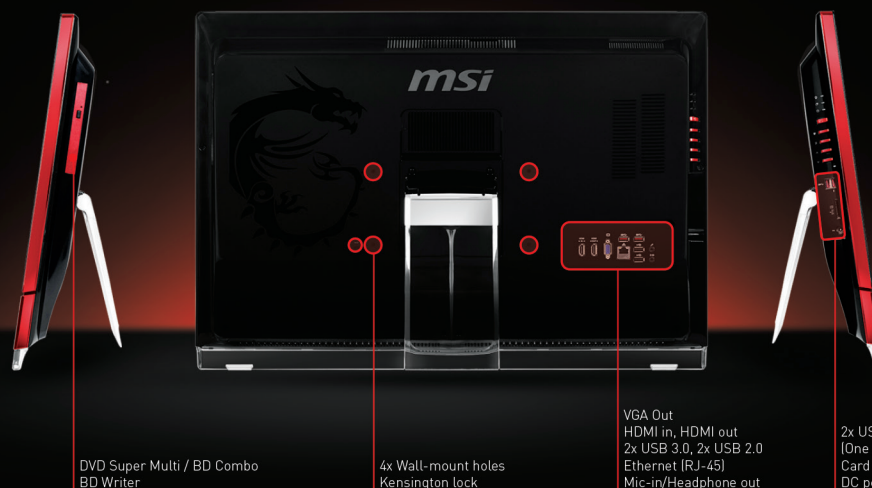 msi
DVD Super Multi / BD Combo
BD Writer
4x Wall-mount holes
Kensington lock
VGA Out
HDMI in, HDMI out
2x USB 3.0, 2x USB 2.0
Ethernet (RJ-45)
Mic-in/Headphone out
2x
(One
Card
DC